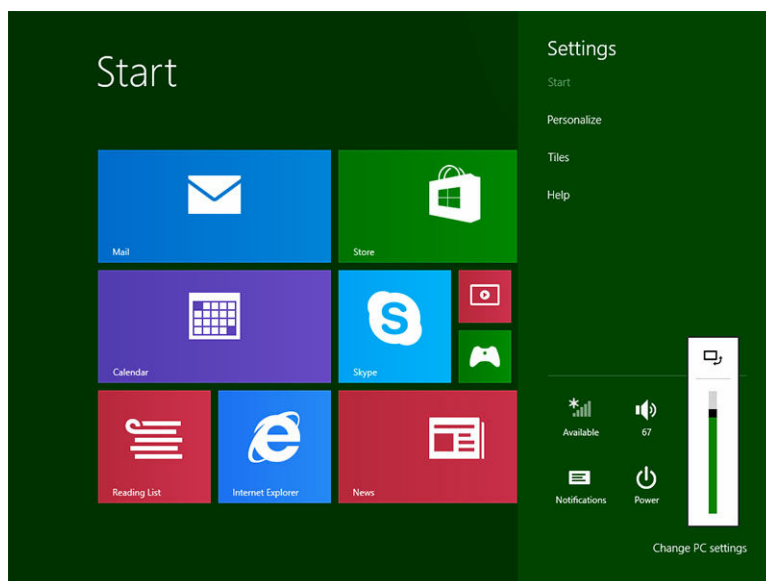 Start
Mail
Store
Calendar
Skype
Reading List
Internet Explorer
News
Settings
Start
Personalize
Tiles
Help
Available
67
Notifications
Power
Change PC settings